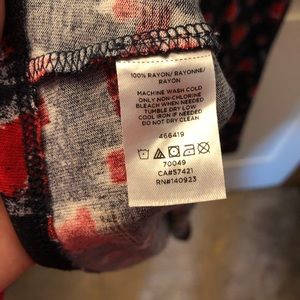 100% RAYON/ RAYONNE/
RAYON
MACHINE WASH COLD
ONLY NON-CHLORINE
BLEACH WHEN NEEDED
TUMBLE DRY LOW
COOL IRON IF NEEDED
DO NOT DRY CLEAN
466419
70049
CA#57421
RN#140923